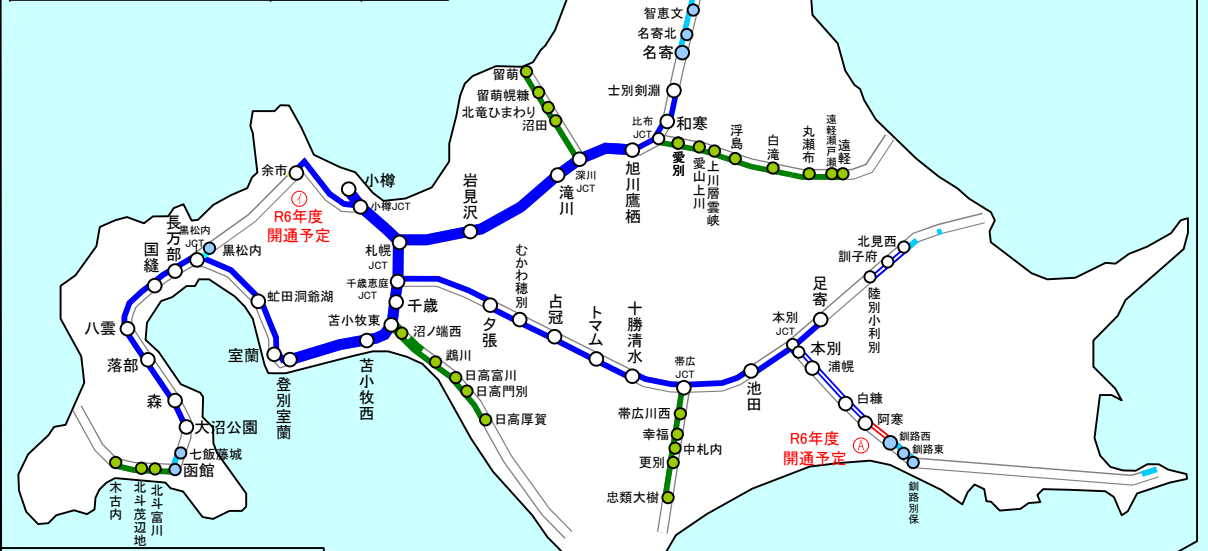 智恵文
名寄北
名寄
士別剣淵
和寒
比布
JCT
愛別
愛山上川
上川層雲峡
浮島
白滝
丸瀬布
遠軽瀬戸瀬
遠軽
留萌
留萌幌糠
北竜ひまわり
沼田
深川
JCT
滝川
旭川鷹栖
岩見沢
余市
小樽
小樽JCT
イ
R6年度
開通予定
札幌
JCT
千歳恵庭
JCT
千歳
苫小牧東
沼ノ端西
鵡川
日高富川
日高門別
日高厚賀
苫小牧西
登別室蘭
室蘭
虻田洞爺湖
黒松内
黒松内
JCT
長万部
国縫
八雲
落部
森
大沼公園
七飯藤城
函館
北斗富川
北斗茂辺地
木古内
夕張
むかわ穂別
占冠
トマム
十勝清水
帯広
JCT
帯広川西
幸福
中札内
更別
忠類大樹
池田
本別
JCT
足寄
陸別小利別
訓子府
北見西
本別
浦幌
白糠
阿寒
釧路西
釧路東
釧路別保
R6年度
開通予定
A